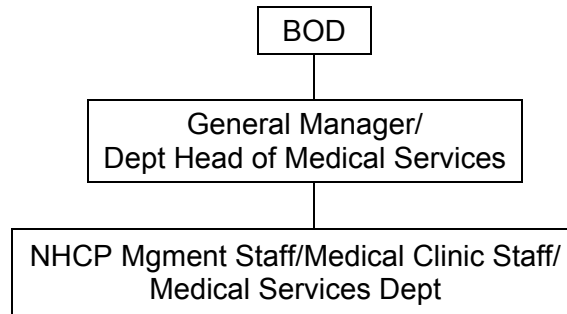 BOD
General Manager/
Dept Head of Medical Services
NHCP Mgment Staff/Medical Clinic Staff/
Medical Services Dept